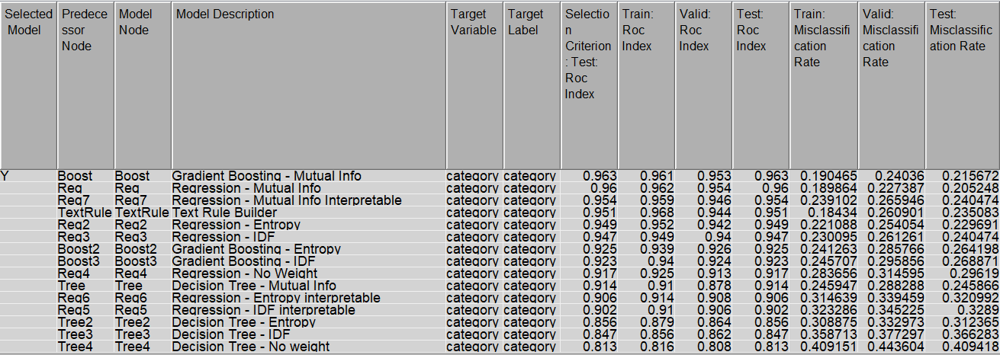 Selected Model	Predecessor Node	Model Node	Model Description	Target Variable	Target Label	Selection Criterion: Test: Roc Index	Train: Roc Index	Valid: Roc Index	Test: Roc Index	Train: Misclassification Rate	Valid: Misclassification Rate	Test: Misclassification Rate
Y	Boost	Boost	Gradient Boosting - Mutual Info	category	category	0.963	0.961	0.953	0.963	0.190465	0.24036	0.215672
Reg	Reg	Regression - Mutual Info	category	category	0.96	0.962	0.954	0.96	0.189864	0.227387	0.205248
Reg7	Reg7	Regression - Mutual Info Interpretable	category	category	0.954	0.959	0.946	0.954	0.239102	0.265946	0.240474
TextRule	TextRule	Text Rule Builder	category	category	0.951	0.968	0.944	0.951	0.18434	0.260901	0.235083
Reg2	Reg2	Regression - Entropy	category	category	0.949	0.952	0.942	0.949	0.221088	0.254054	0.229691
Reg3	Reg3	Regression - IDF	category	category	0.947	0.949	0.94	0.947	0.230095	0.261261	0.240474
Boost2	Boost2	Gradient Boosting - Entropy	category	category	0.925	0.939	0.926	0.925	0.241263	0.285766	0.264198
Boost3	Boost3	Gradient Boosting - IDF	category	category	0.923	0.94	0.924	0.923	0.245707	0.295856	0.268871
Reg4	Reg4	Regression - No Weight	category	category	0.917	0.925	0.913	0.917	0.283656	0.314595	0.29619
Tree	Tree	Decision Tree - Mutual Info	category	category	0.914	0.91	0.878	0.914	0.245947	0.288288	0.245866
Reg6	Reg6	Regression - Entropy interpretable	category	category	0.906	0.914	0.908	0.906	0.314639	0.339459	0.320992
Reg5	Reg5	Regression - IDF interpretable	category	category	0.902	0.91	0.906	0.902	0.323286	0.345225	0.3289
Tree2	Tree2	Decision Tree - Entropy	category	category	0.856	0.879	0.864	0.856	0.308875	0.332973	0.312365
Tree3	Tree3	Decision Tree - IDF	category	category	0.847	0.856	0.862	0.847	0.358713	0.377297	0.366283
Tree4	Tree4	Decision Tree - No weight	category	category	0.813	0.816	0.808	0.813	0.409151	0.443604	0.409418